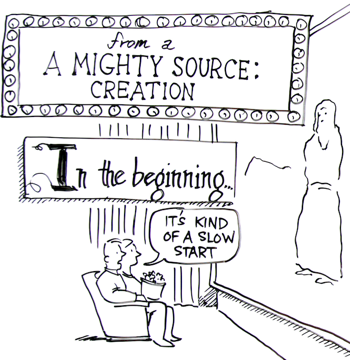 from a
A MIGHTY SOURCE:
CREATION
In the beginning...
IT'S KIND
OF A SLOW
START